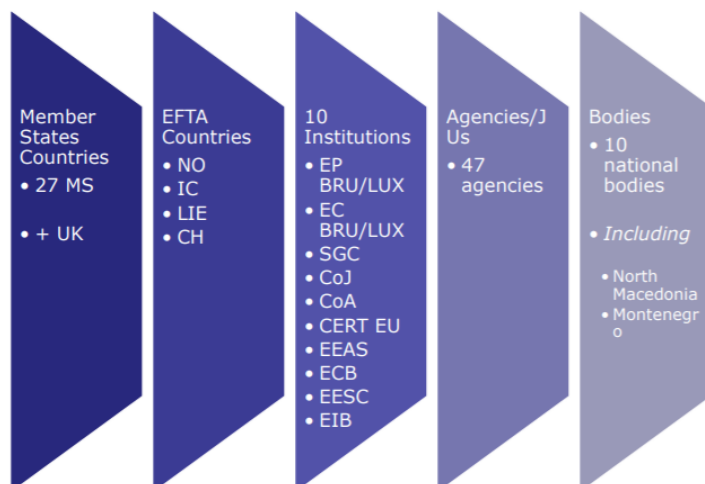 Member
States
Countries
• 27 MS
• + UK
EFTA
Countries
• NO
• IC
• LIE
• CH
10
Institutions
• EP
BRU/LUX
• EC
BRU/LUX
• SGC
• CoJ
• CoA
• CERT EU
• EEAS
• ECB
• EESC
• EIB
Agencies/J
Us
• 47
agencies
Bodies
• 10
national
bodies
• Including
• North
Macedonia
• Montenegr
o